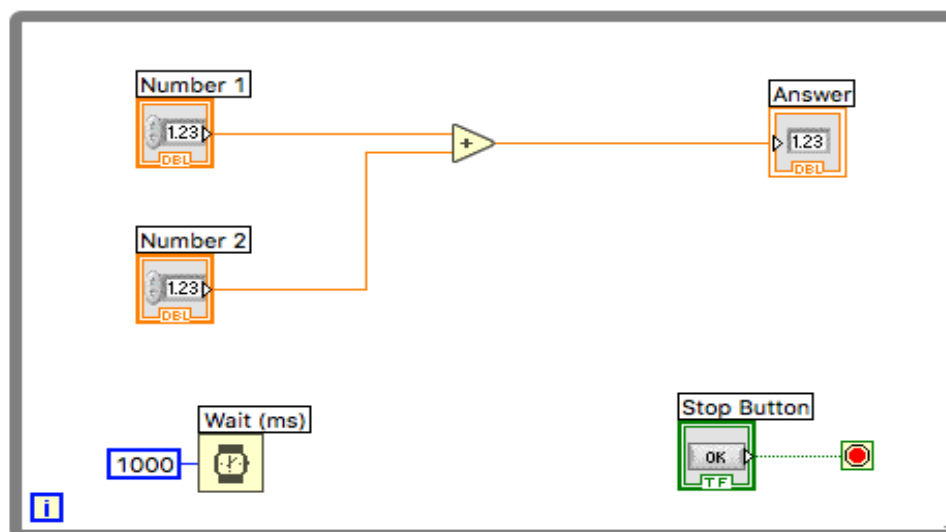 Number 1
1.23
DBL
+
Answer
1.23
DBL
Number 2
1.23
DBL
Wait (ms)
1000
Stop Button
OK
TF
i